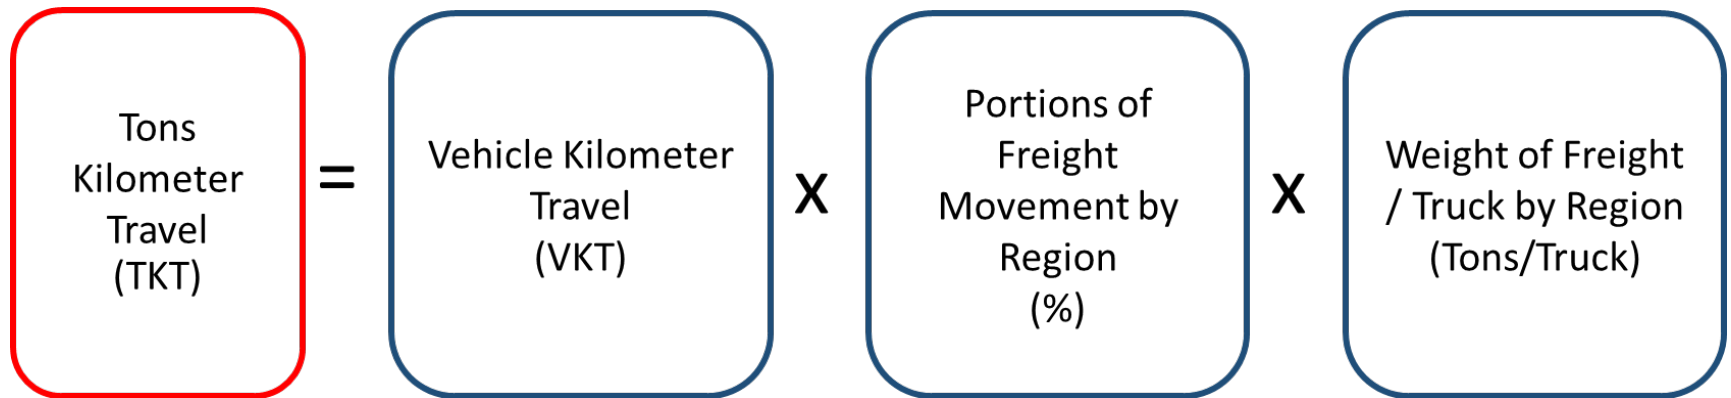 Tons
Kilometer
Travel
(TKT)
=
Vehicle Kilometer
Travel
(VKT)
x
Portions of
Freight
Movement by
Region
(%)
x
Weight of Freight
/ Truck by Region
(Tons/Truck)